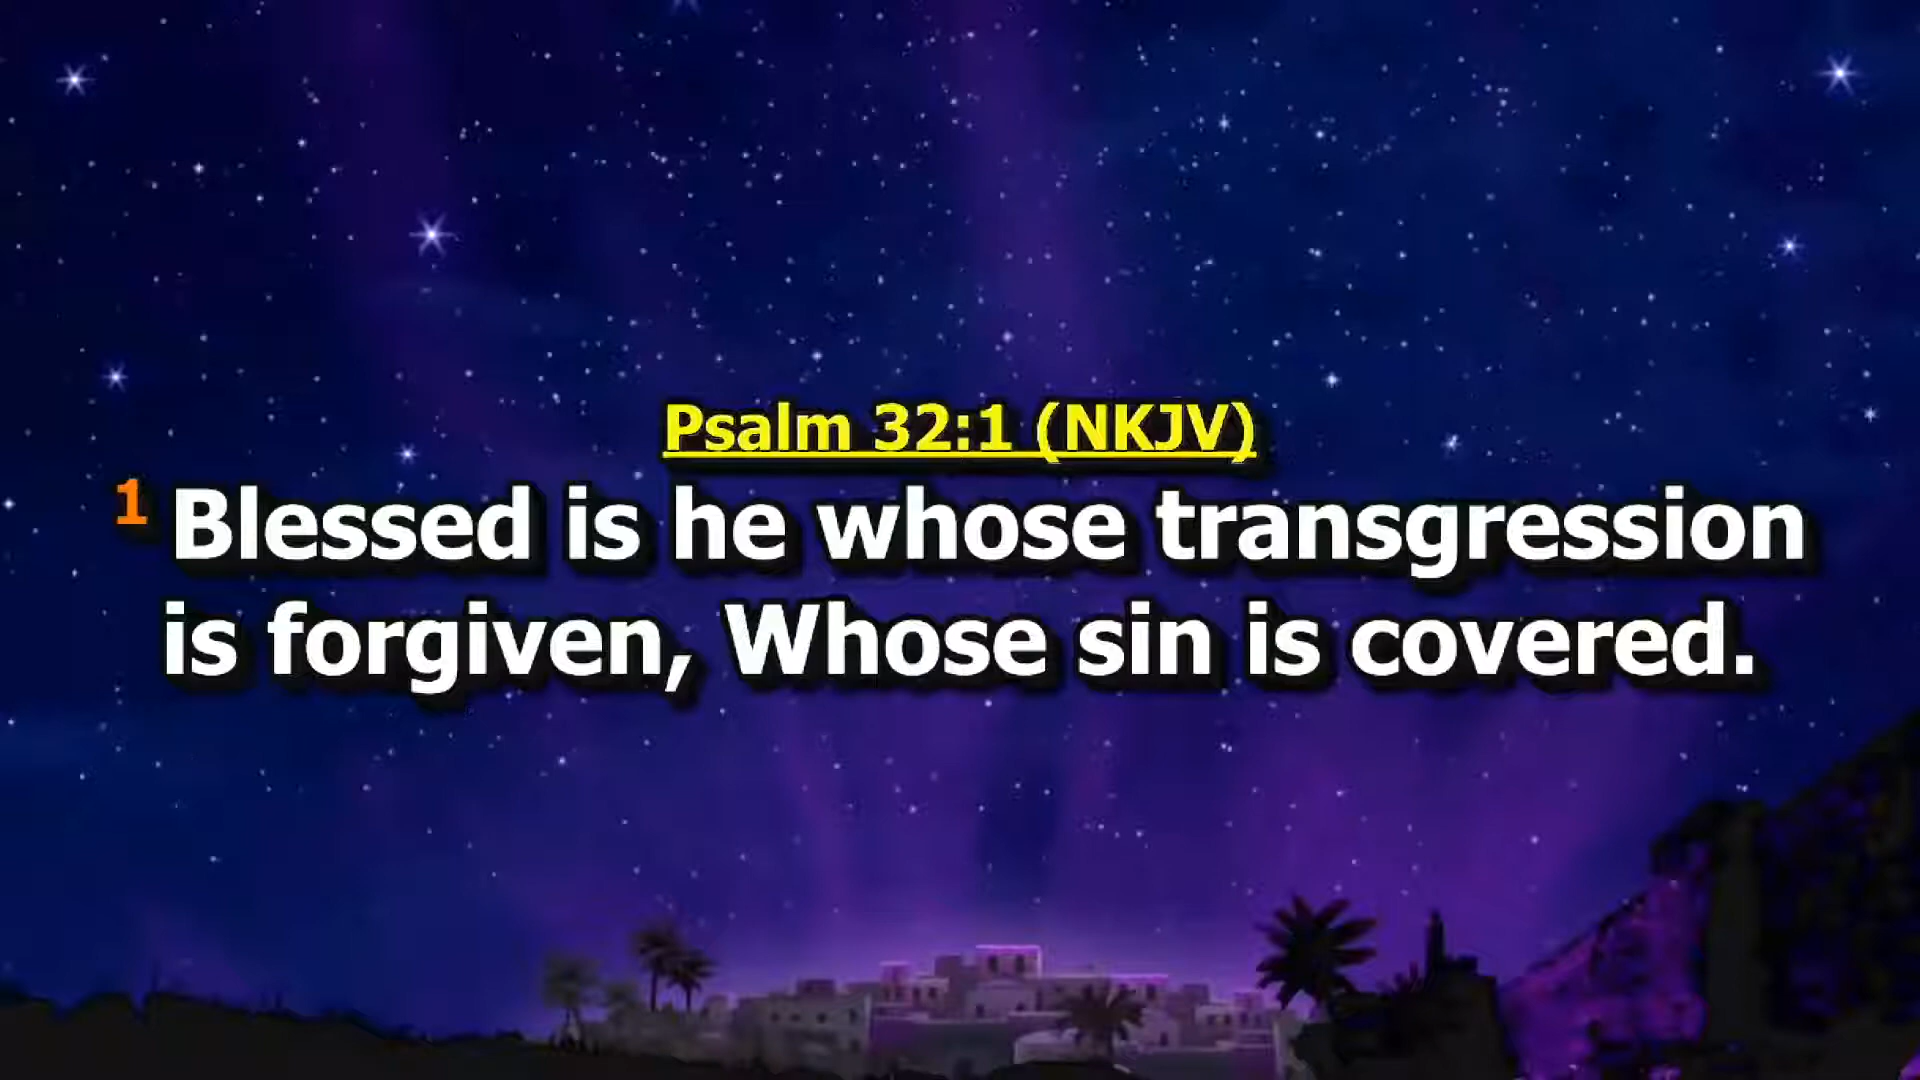 Psalm 32:1 (NKJV)
1 Blessed is he whose transgression
is forgiven, Whose sin is covered.